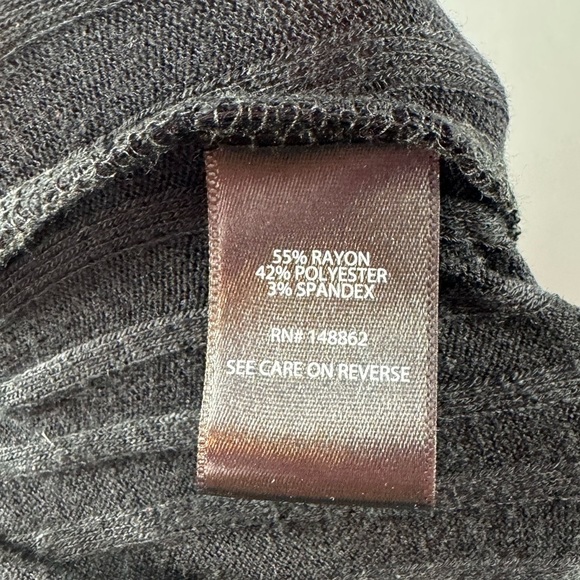 55% RAYON
42% POLYESTER
3% SPANDEX
RN# 148862
SEE CARE ON REVERSE